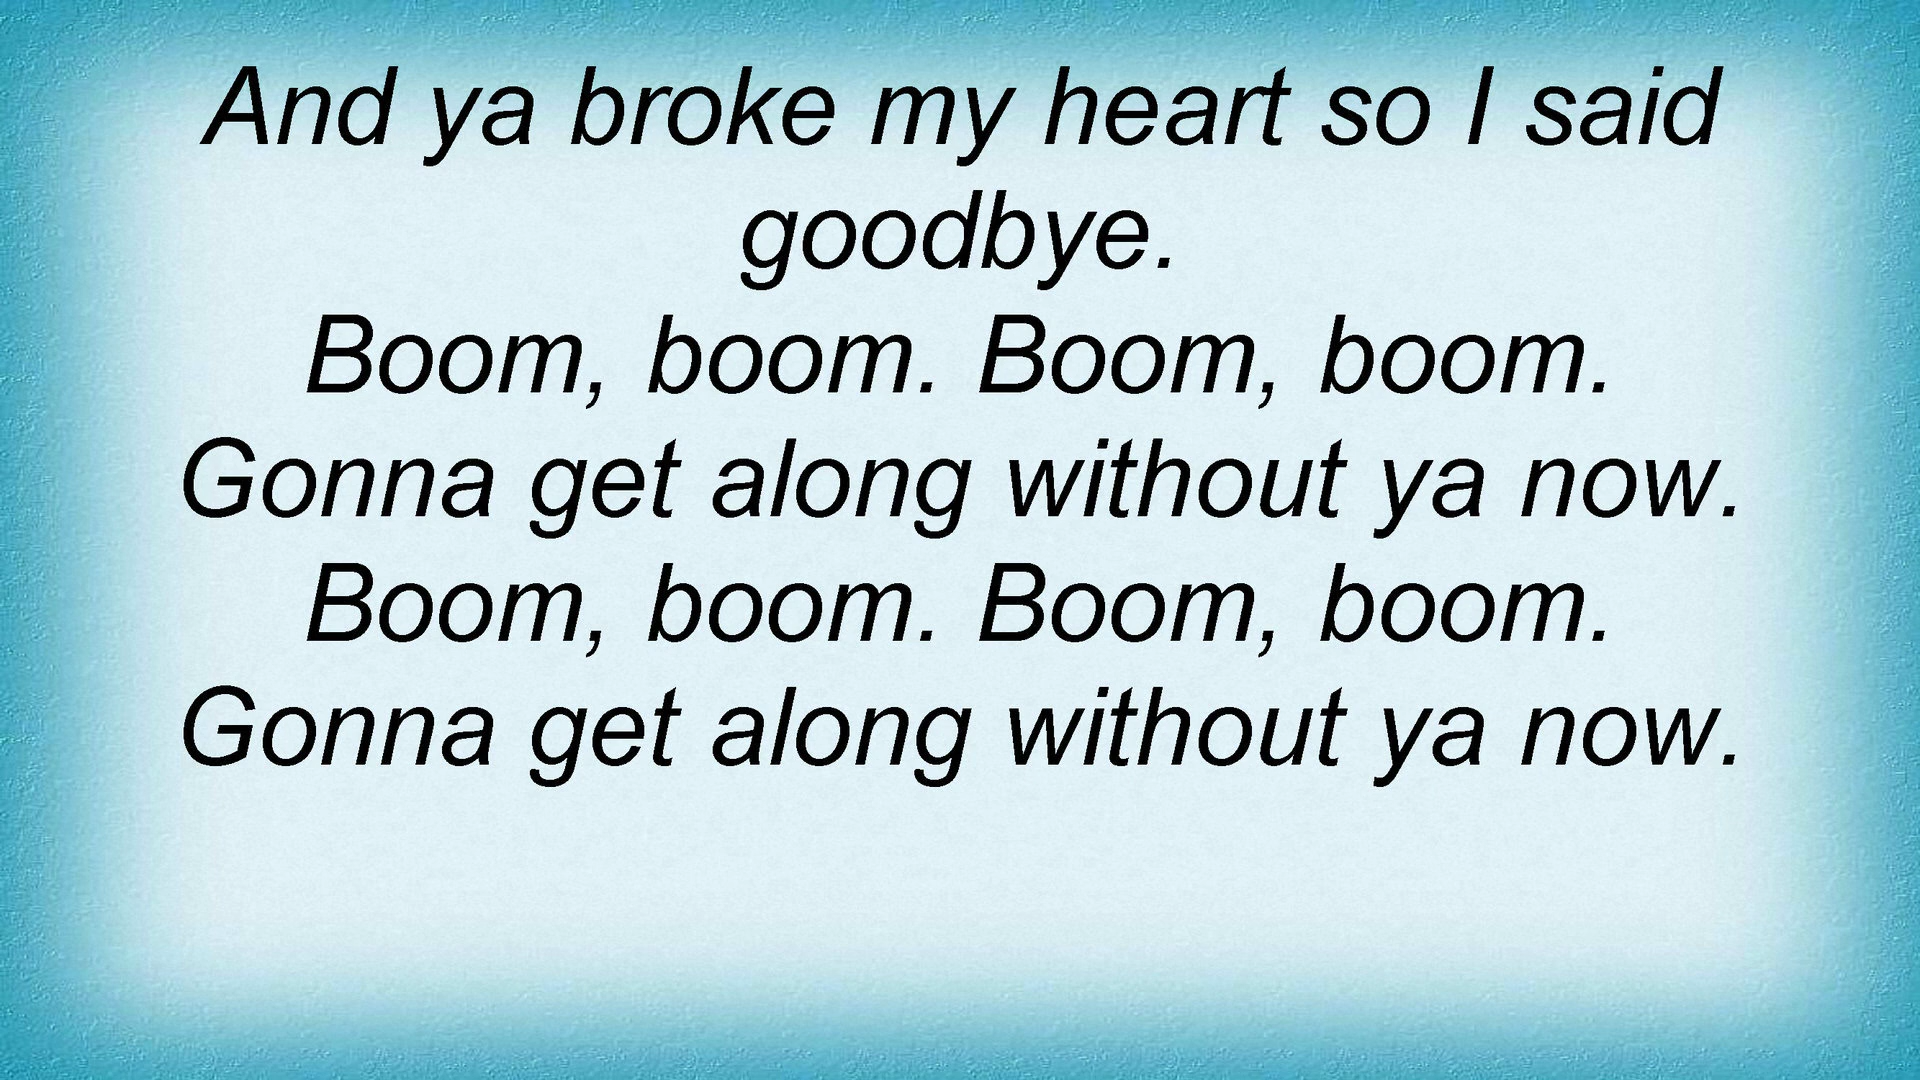 And ya broke my heart so I said
goodbye.
Boom, boom. Boom, boom.
Gonna get along without ya now.
Boom, boom. Boom, boom.
Gonna get along without ya now.